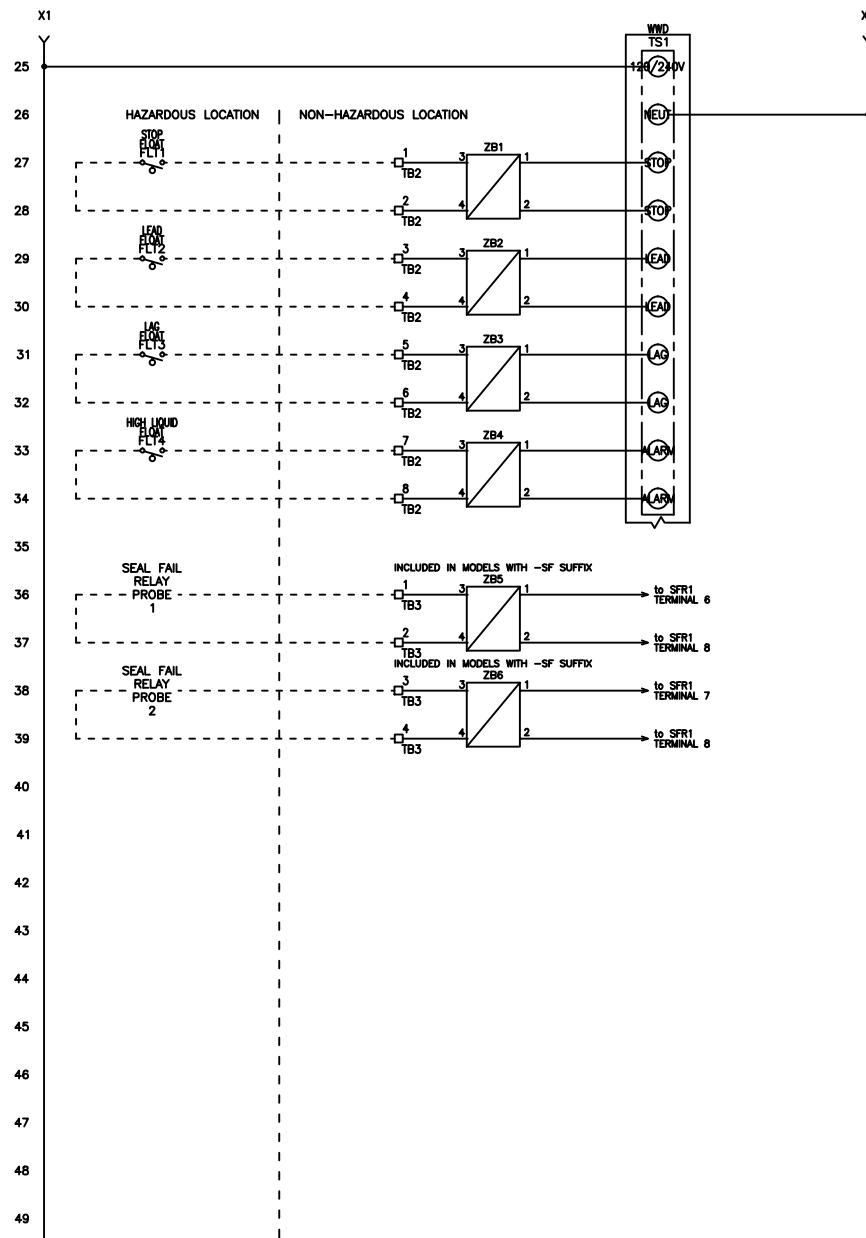 X1
X
WWD
TS1
25
120/240V
26
HAZARDOUS LOCATION
NON-HAZARDOUS LOCATION
NEUT
STOP
FLOAT
FLT1
27
1
TB2
3
ZB1
1
STOP
28
2
TB2
4
2
STOP
LEAD
FLOAT
FLT2
29
3
TB2
3
ZB2
1
LEAD
30
4
TB2
4
2
LEAD
LAG
FLOAT
FLT3
31
5
TB2
3
ZB3
1
LAG
32
6
TB2
4
2
LAG
HIGH LIQUID
FLOAT
FLT4
33
7
TB2
3
ZB4
1
ALARM
34
8
TB2
4
2
ALARM
35
SEAL FAIL
RELAY
PROBE
1
INCLUDED IN MODELS WITH -SF SUFFIX
36
1
TB3
3
ZB5
1
to SFR1
TERMINAL 6
37
2
TB3
4
2
to SFR1
TERMINAL 8
SEAL FAIL
RELAY
PROBE
2
INCLUDED IN MODELS WITH -SF SUFFIX
38
3
TB3
3
ZB6
1
to SFR1
TERMINAL 7
39
4
TB3
4
2
to SFR1
TERMINAL 8
40
41
42
43
44
45
46
47
48
49